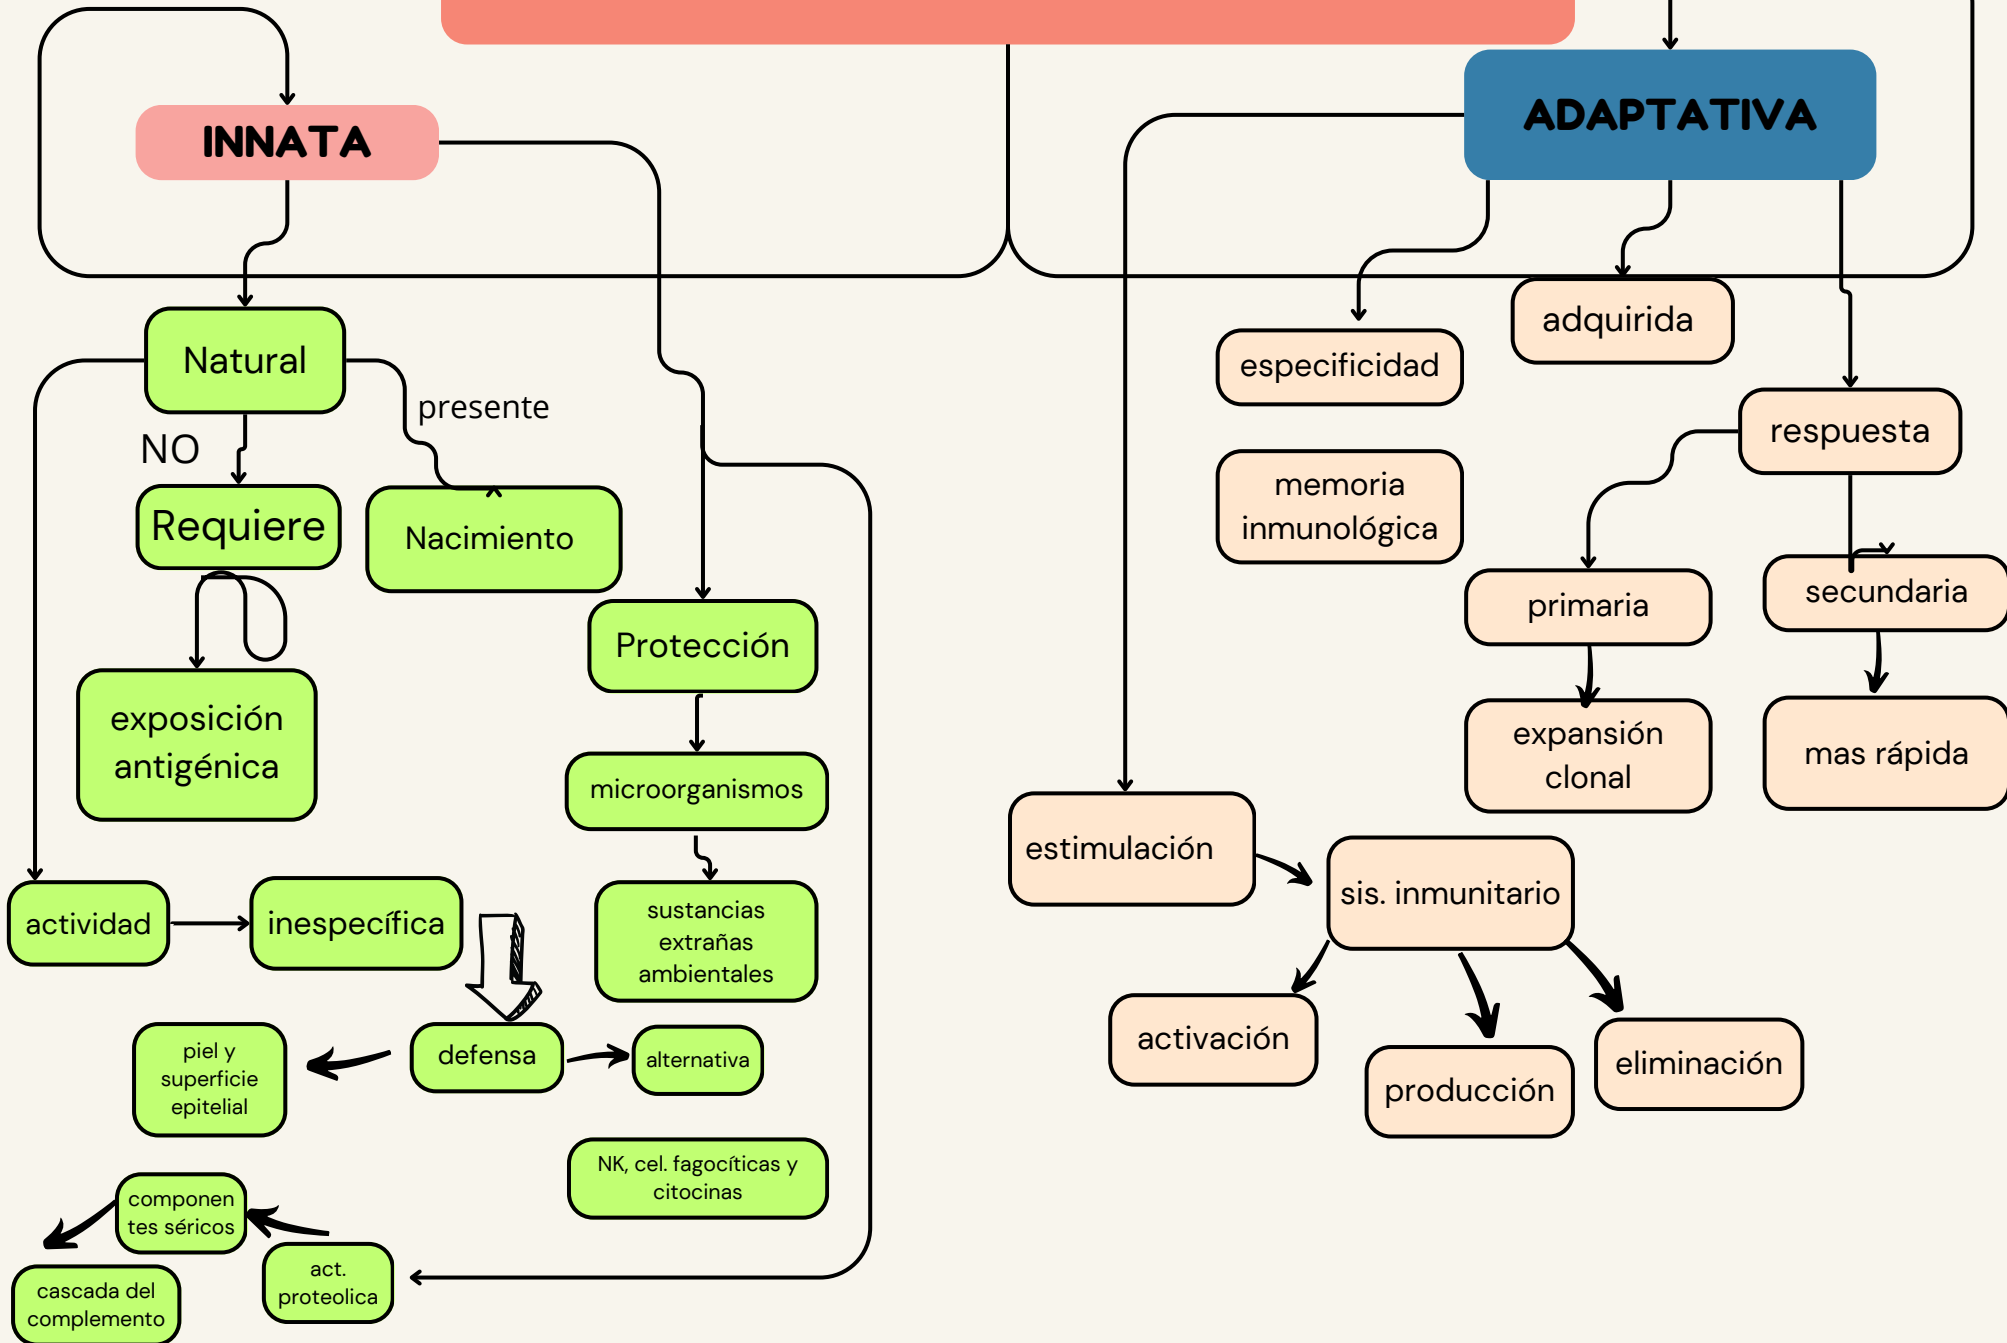 INNATA
Natural
presente
NO
Requiere
Nacimiento
exposición
antigénica
Protección
microorganismos
sustancias
extrañas
ambientales
actividad
inespecífica
defensa
alternativa
piel y
superficie
epitelial
NK, cel. fagocíticas y
citocinas
componen
tes séricos
act.
proteolica
cascada del
complemento
ADAPTATIVA
especificidad
adquirida
memoria
inmunológica
respuesta
primaria
secundaria
expansión
clonal
mas rápida
estimulación
sis. inmunitario
activación
producción
eliminación